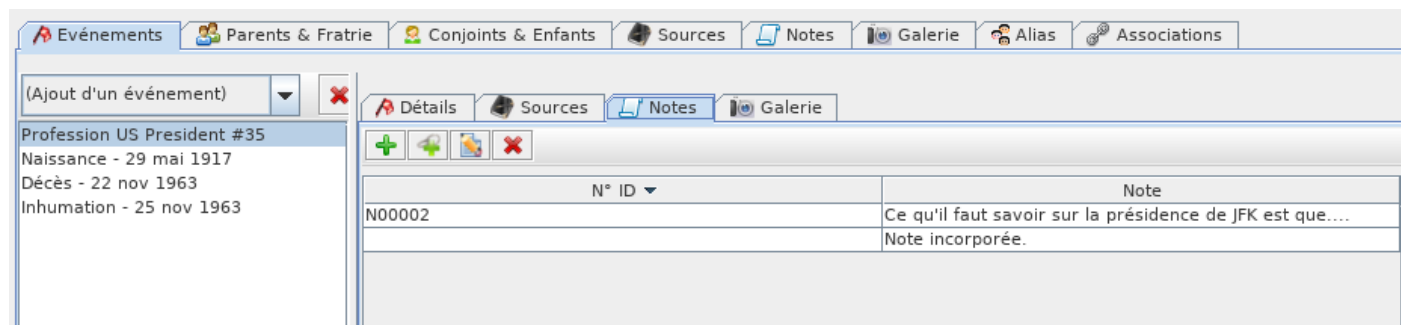 Evénements Parents & Fratrie Conjoints & Enfants Sources Notes Galerie Alias Associations
(Ajout d'un événement)
Détails Sources Notes Galerie
Profession US President #35
Naissance - 29 mai 1917
Décès - 22 nov 1963
Inhumation - 25 nov 1963
N° ID Note
N00002 Ce qu'il faut savoir sur la présidence de JFK est que....
Note incorporée.